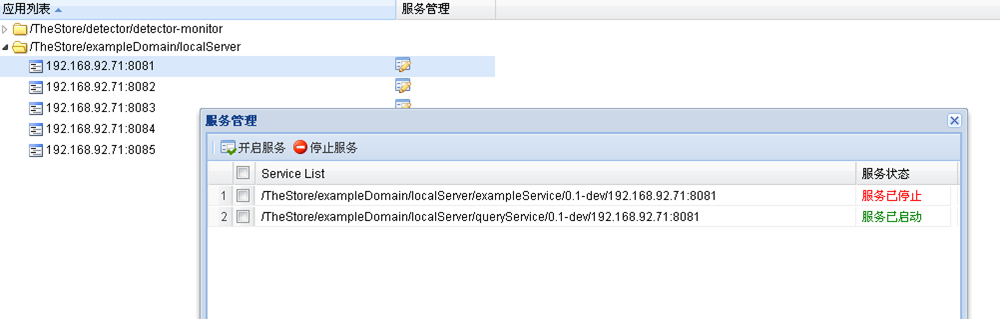 应用列表 服务管理
/TheStore/detector/detector-monitor
/TheStore/exampleDomain/localServer
192.168.92.71:8081
192.168.92.71:8082
192.168.92.71:8083
192.168.92.71:8084
192.168.92.71:8085
服务管理
开启服务 停止服务
Service List 服务状态
1 /TheStore/exampleDomain/localServer/exampleService/0.1-dev/192.168.92.71:8081 服务已停止
2 /TheStore/exampleDomain/localServer/queryService/0.1-dev/192.168.92.71:8081 服务已启动